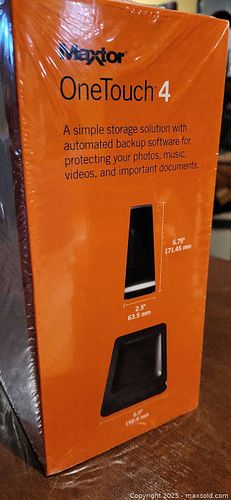 Maxtor
OneTouch 4
A simple storage solution with
automated backup software for
protecting your photos, music,
videos, and important documents.
6.75"
171.45 mm
2.5"
63.5 mm
6.0"
152.4 mm
Copyright 2025 - maxsold.com